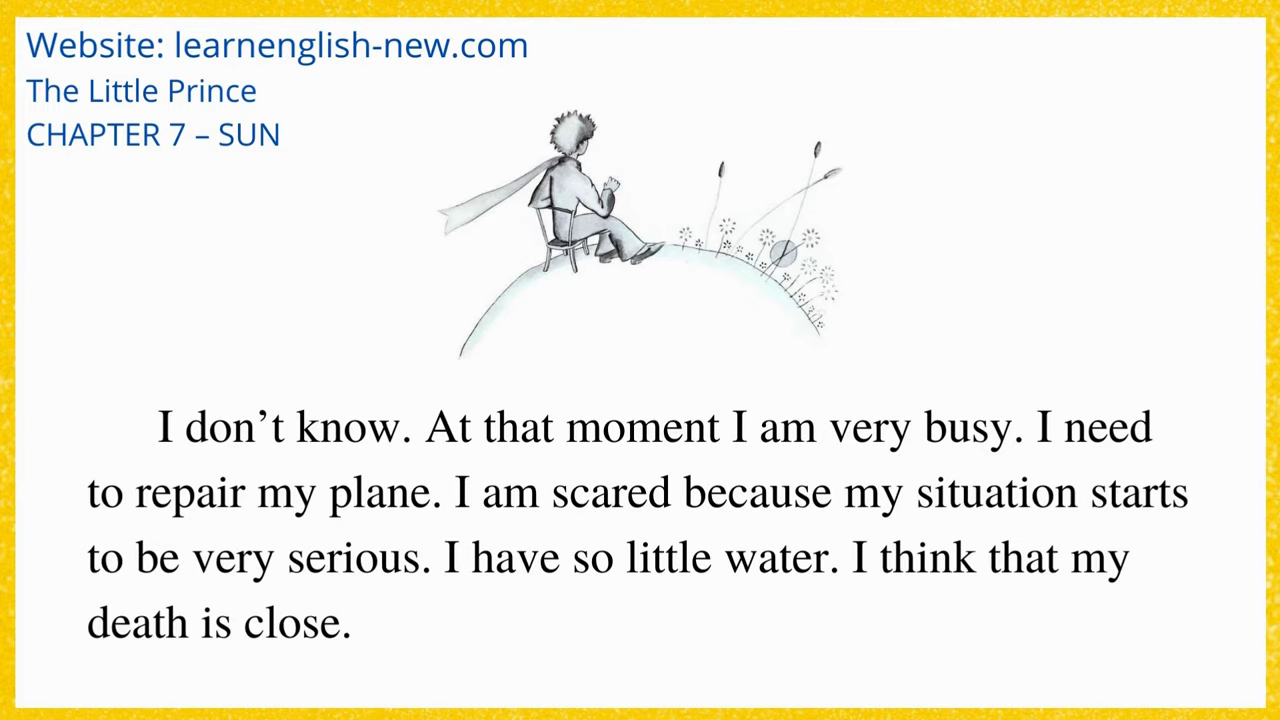 Website: learnenglish-new.com
The Little Prince
CHAPTER 7 – SUN
I don’t know. At that moment I am very busy. I need
to repair my plane. I am scared because my situation starts
to be very serious. I have so little water. I think that my
death is close.